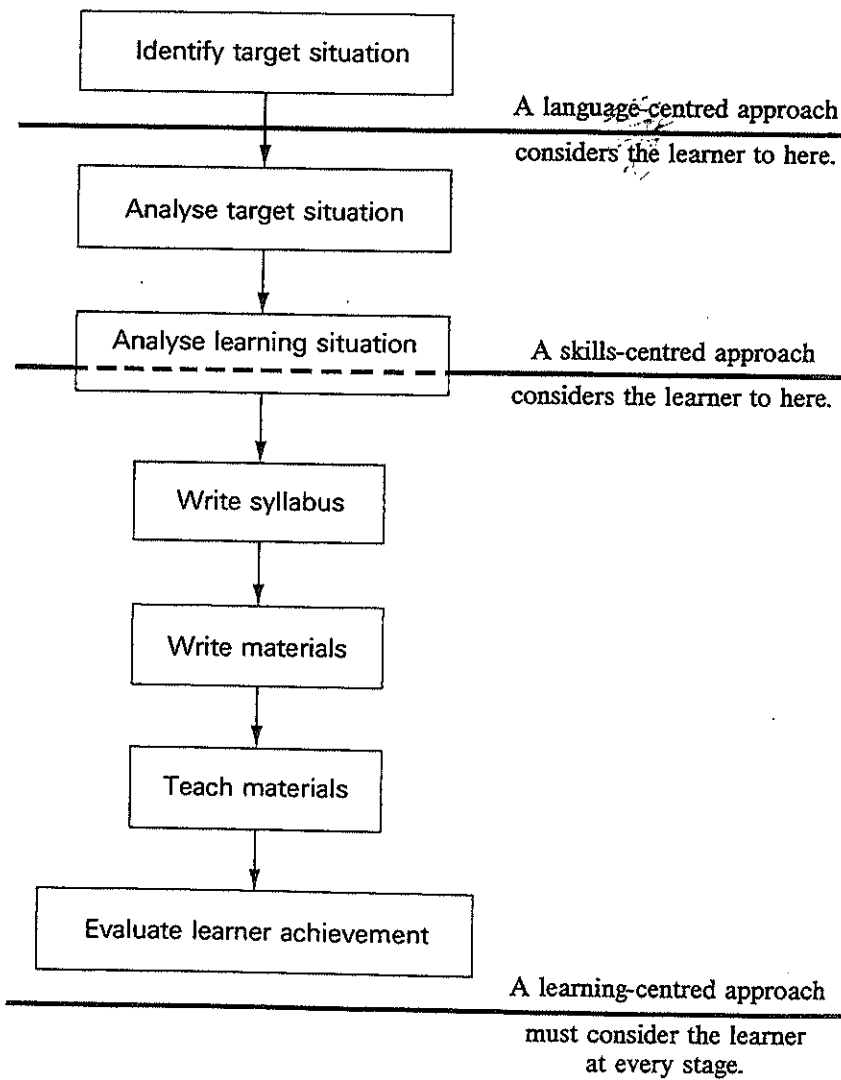 Identify target situation
A language-centred approach
considers the learner to here.
Analyse target situation
Analyse learning situation
A skills-centred approach
considers the learner to here.
Write syllabus
Write materials
Teach materials
Evaluate learner achievement
A learning-centred approach
must consider the learner
at every stage.